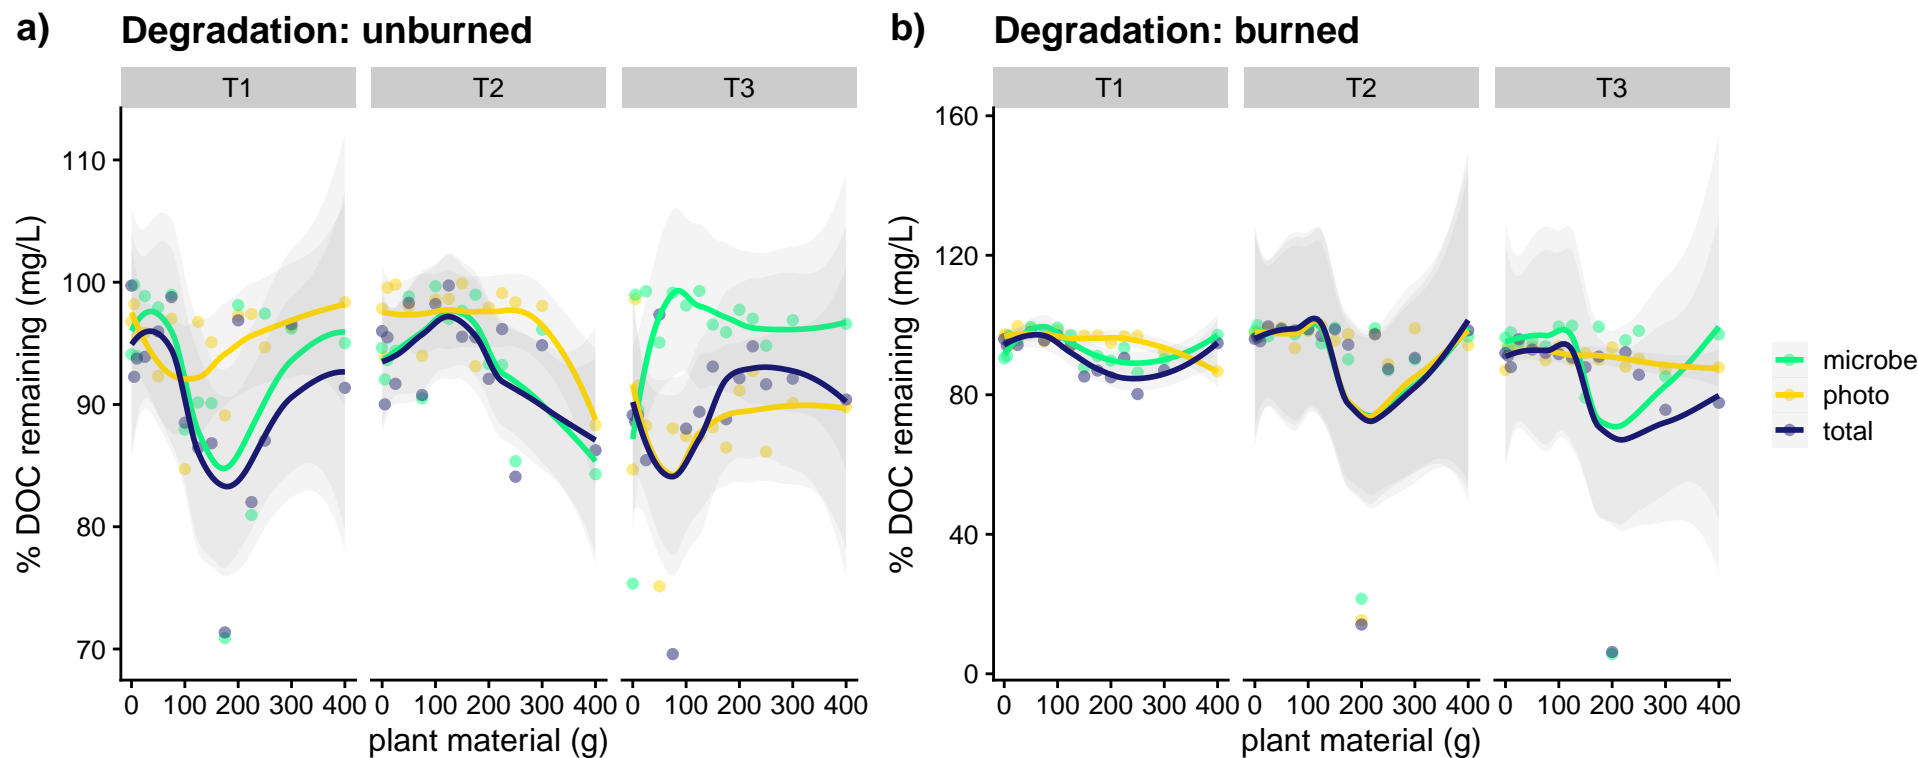 a) Degradation: unburned
T1 T2 T3
110
100
90
80
70
% DOC remaining (mg/L)
0 100 200 300 400 0 100 200 300 400 0 100 200 300 400
plant material (g)
b) Degradation: burned
T1 T2 T3
160
120
80
40
0
% DOC remaining (mg/L)
0 100 200 300 400 0 100 200 300 400 0 100 200 300 400
plant material (g)
microbe
photo
total